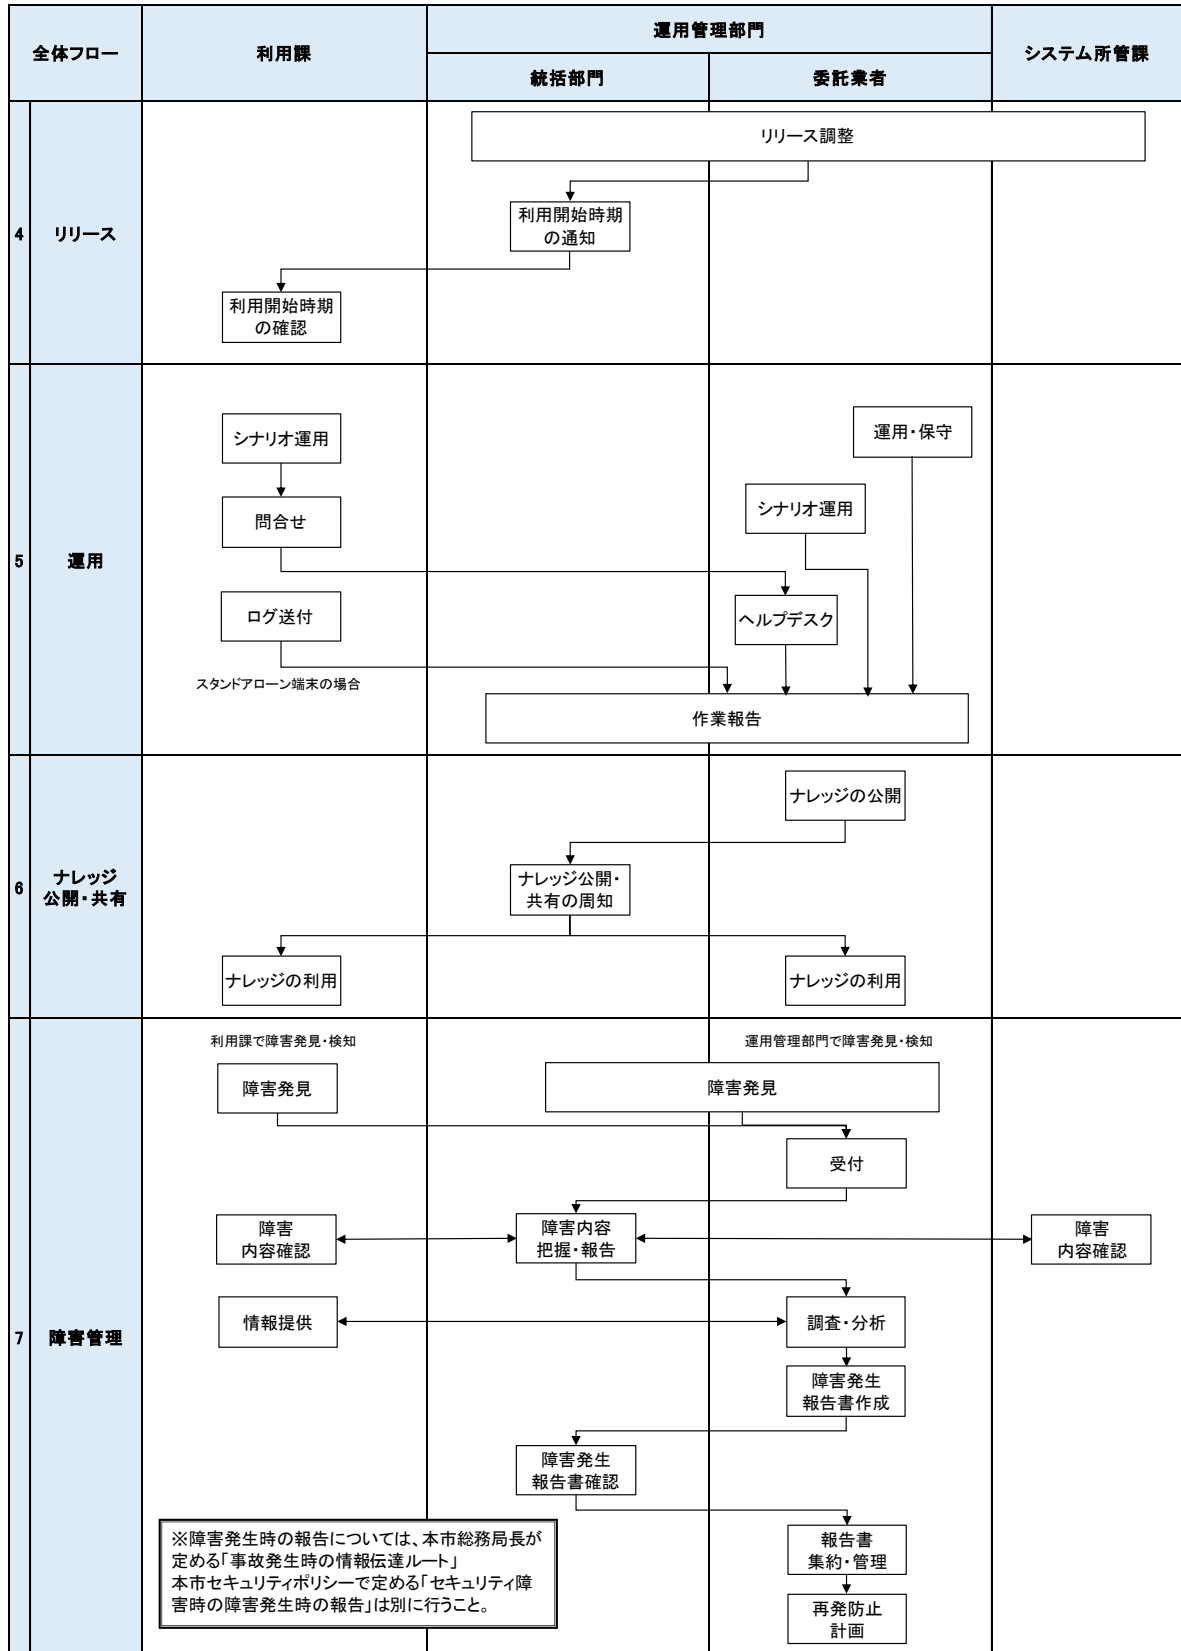 全体フロー
利用課
運用管理部門
システム所管課
統括部門
委託業者
4
リリース
リリース調整
利用開始時期
の通知
利用開始時期
の確認
5
運用
シナリオ運用
運用・保守
問合せ
シナリオ運用
ログ送付
ヘルプデスク
スタンドアローン端末の場合
作業報告
6
ナレッジ
公開・共有
ナレッジの公開
ナレッジ公開・
共有の周知
ナレッジの利用
ナレッジの利用
7
障害管理
利用課で障害発見・検知
運用管理部門で障害発見・検知
障害発見
障害発見
受付
障害
内容確認
障害内容
把握・報告
障害
内容確認
情報提供
調査・分析
障害発生
報告書作成
障害発生
報告書確認
※障害発生時の報告については、本市総務局長が
定める「事故発生時の情報伝達ルート」
本市セキュリティポリシーで定める「セキュリティ障
害時の障害発生時の報告」は別に行うこと。
報告書
集約・管理
再発防止
計画